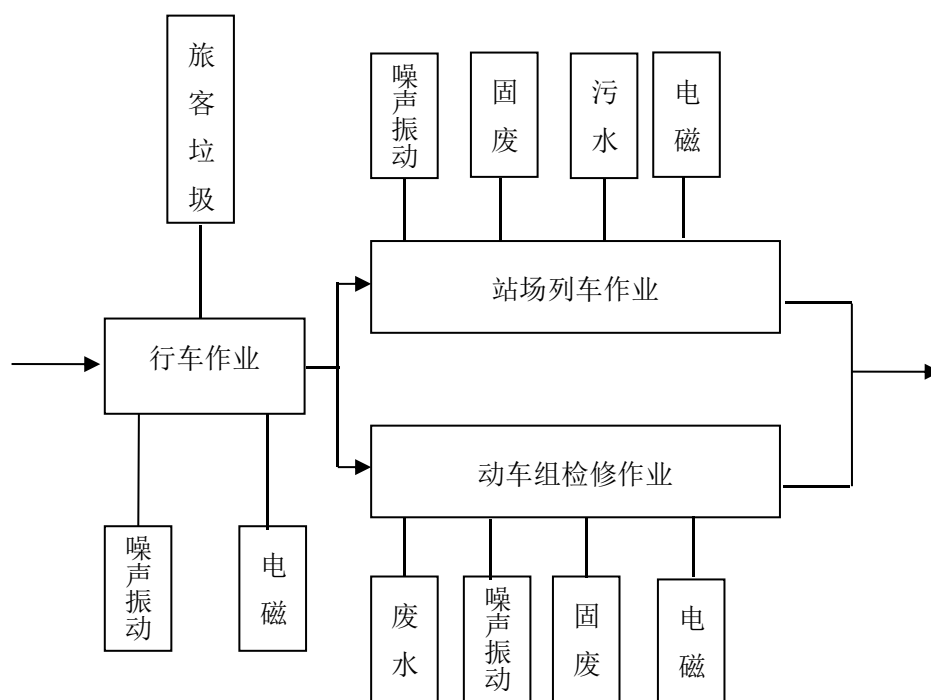 旅客垃圾
噪声振动
固废
污水
电磁
站场列车作业
行车作业
动车组检修作业
噪声振动
电磁
废水
噪声振动
固废
电磁